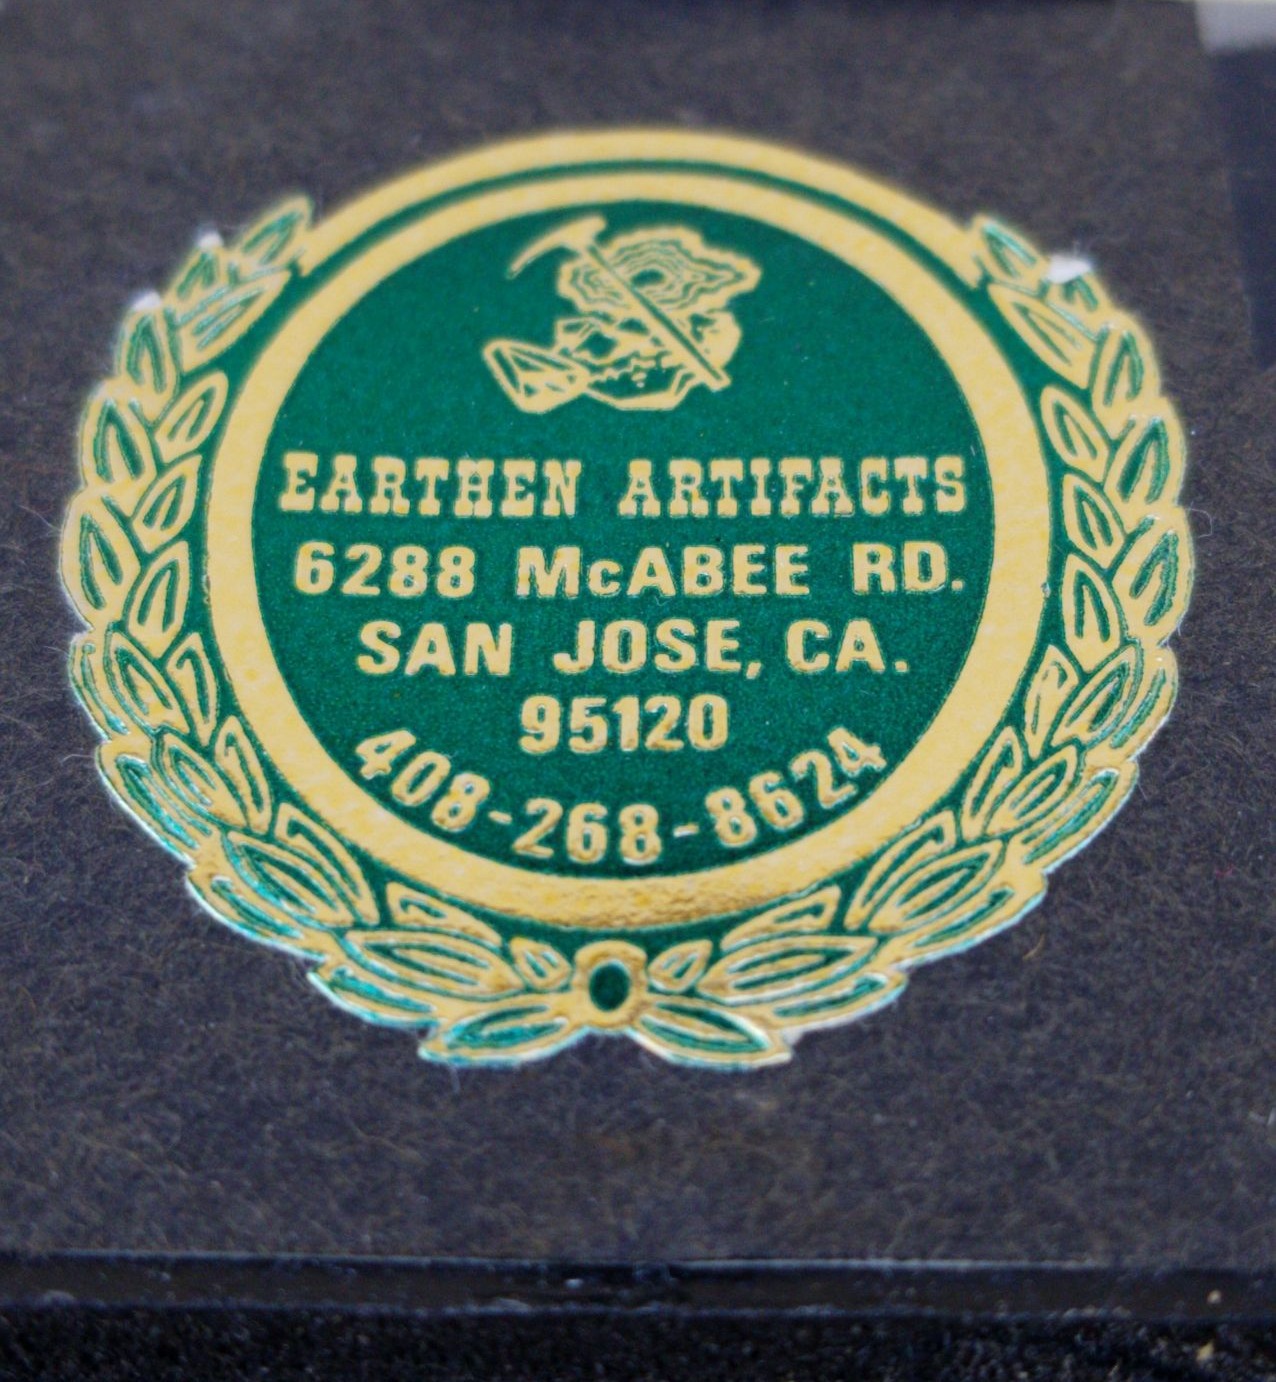 EARTHEN ARTIFACTS
6288 McABEE RD.
SAN JOSE, CA.
95120
408-268-8624